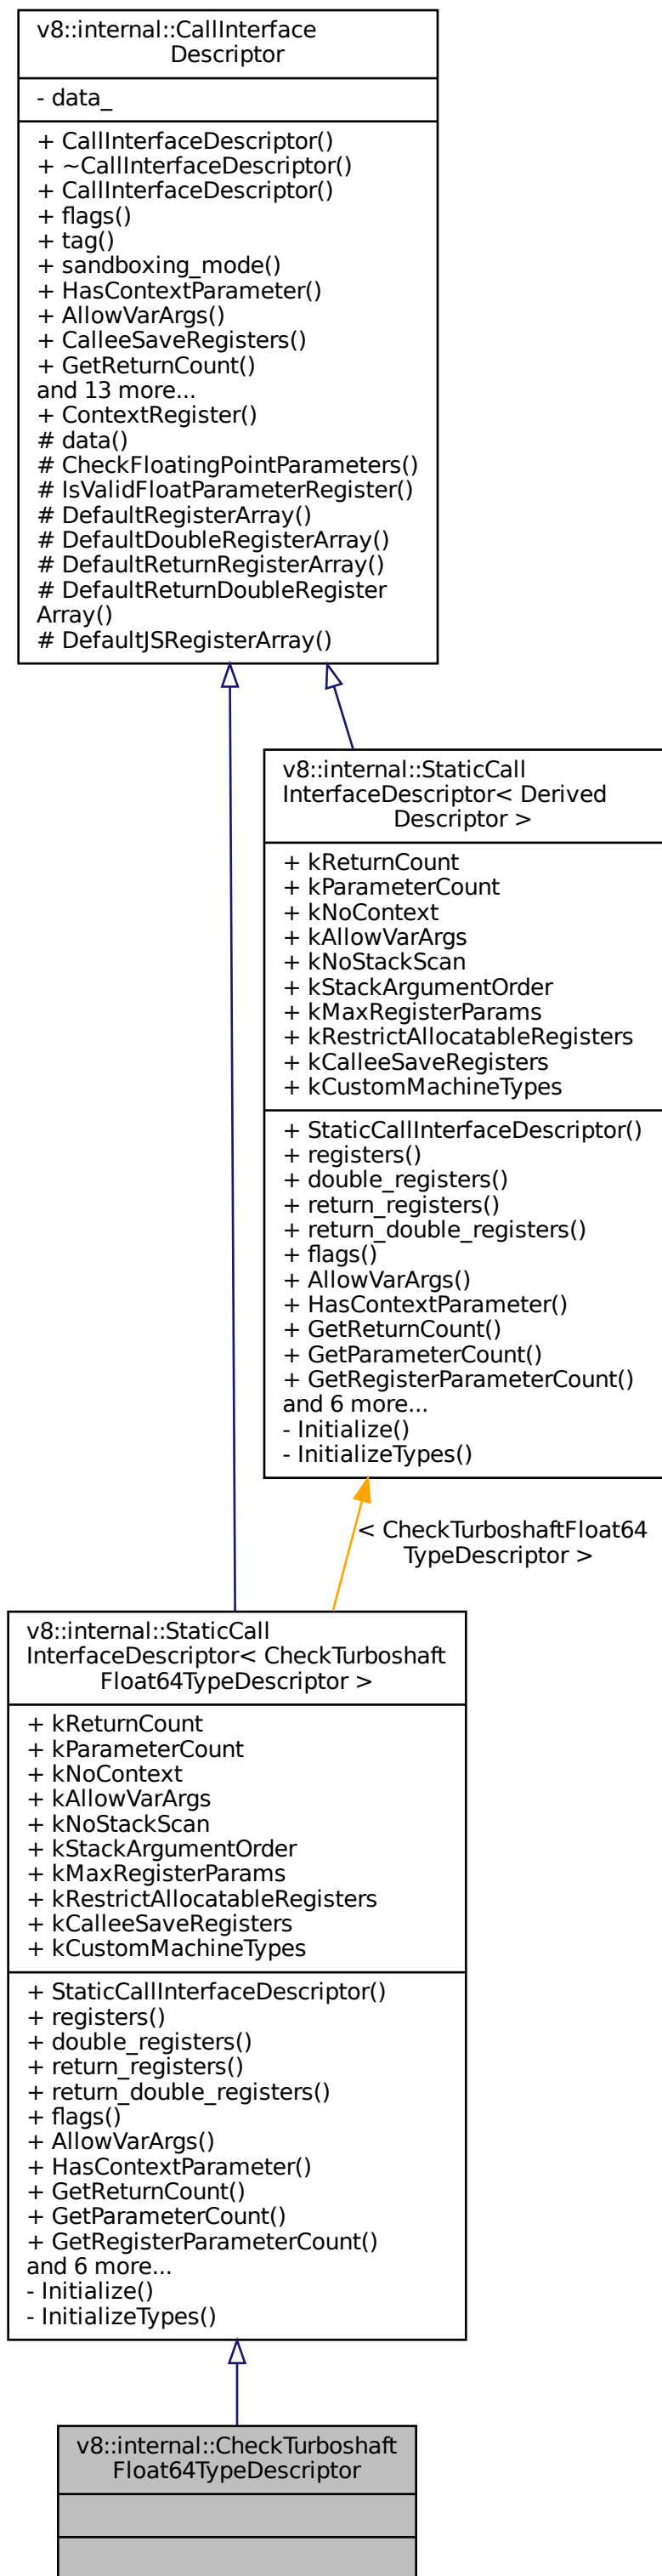 v8::internal::CallInterface
Descriptor
- data_
+ CallInterfaceDescriptor()
+ ~CallInterfaceDescriptor()
+ CallInterfaceDescriptor()
+ flags()
+ tag()
+ sandboxing_mode()
+ HasContextParameter()
+ AllowVarArgs()
+ CalleeSaveRegisters()
+ GetReturnCount()
and 13 more...
+ ContextRegister()
# data()
# CheckFloatingPointParameters()
# IsValidFloatParameterRegister()
# DefaultRegisterArray()
# DefaultDoubleRegisterArray()
# DefaultReturnRegisterArray()
# DefaultReturnDoubleRegister
Array()
# DefaultJSRegisterArray()
v8::internal::StaticCall
InterfaceDescriptor< Derived
Descriptor >
+ kReturnCount
+ kParameterCount
+ kNoContext
+ kAllowVarArgs
+ kNoStackScan
+ kStackArgumentOrder
+ kMaxRegisterParams
+ kRestrictAllocatableRegisters
+ kCalleeSaveRegisters
+ kCustomMachineTypes
+ StaticCallInterfaceDescriptor()
+ registers()
+ double_registers()
+ return_registers()
+ return_double_registers()
+ flags()
+ AllowVarArgs()
+ HasContextParameter()
+ GetReturnCount()
+ GetParameterCount()
+ GetRegisterParameterCount()
and 6 more...
- Initialize()
- InitializeTypes()
< CheckTurboshaftFloat64
TypeDescriptor >
v8::internal::StaticCall
InterfaceDescriptor< CheckTurboshaft
Float64TypeDescriptor >
+ kReturnCount
+ kParameterCount
+ kNoContext
+ kAllowVarArgs
+ kNoStackScan
+ kStackArgumentOrder
+ kMaxRegisterParams
+ kRestrictAllocatableRegisters
+ kCalleeSaveRegisters
+ kCustomMachineTypes
+ StaticCallInterfaceDescriptor()
+ registers()
+ double_registers()
+ return_registers()
+ return_double_registers()
+ flags()
+ AllowVarArgs()
+ HasContextParameter()
+ GetReturnCount()
+ GetParameterCount()
+ GetRegisterParameterCount()
and 6 more...
- Initialize()
- InitializeTypes()
v8::internal::CheckTurboshaft
Float64TypeDescriptor